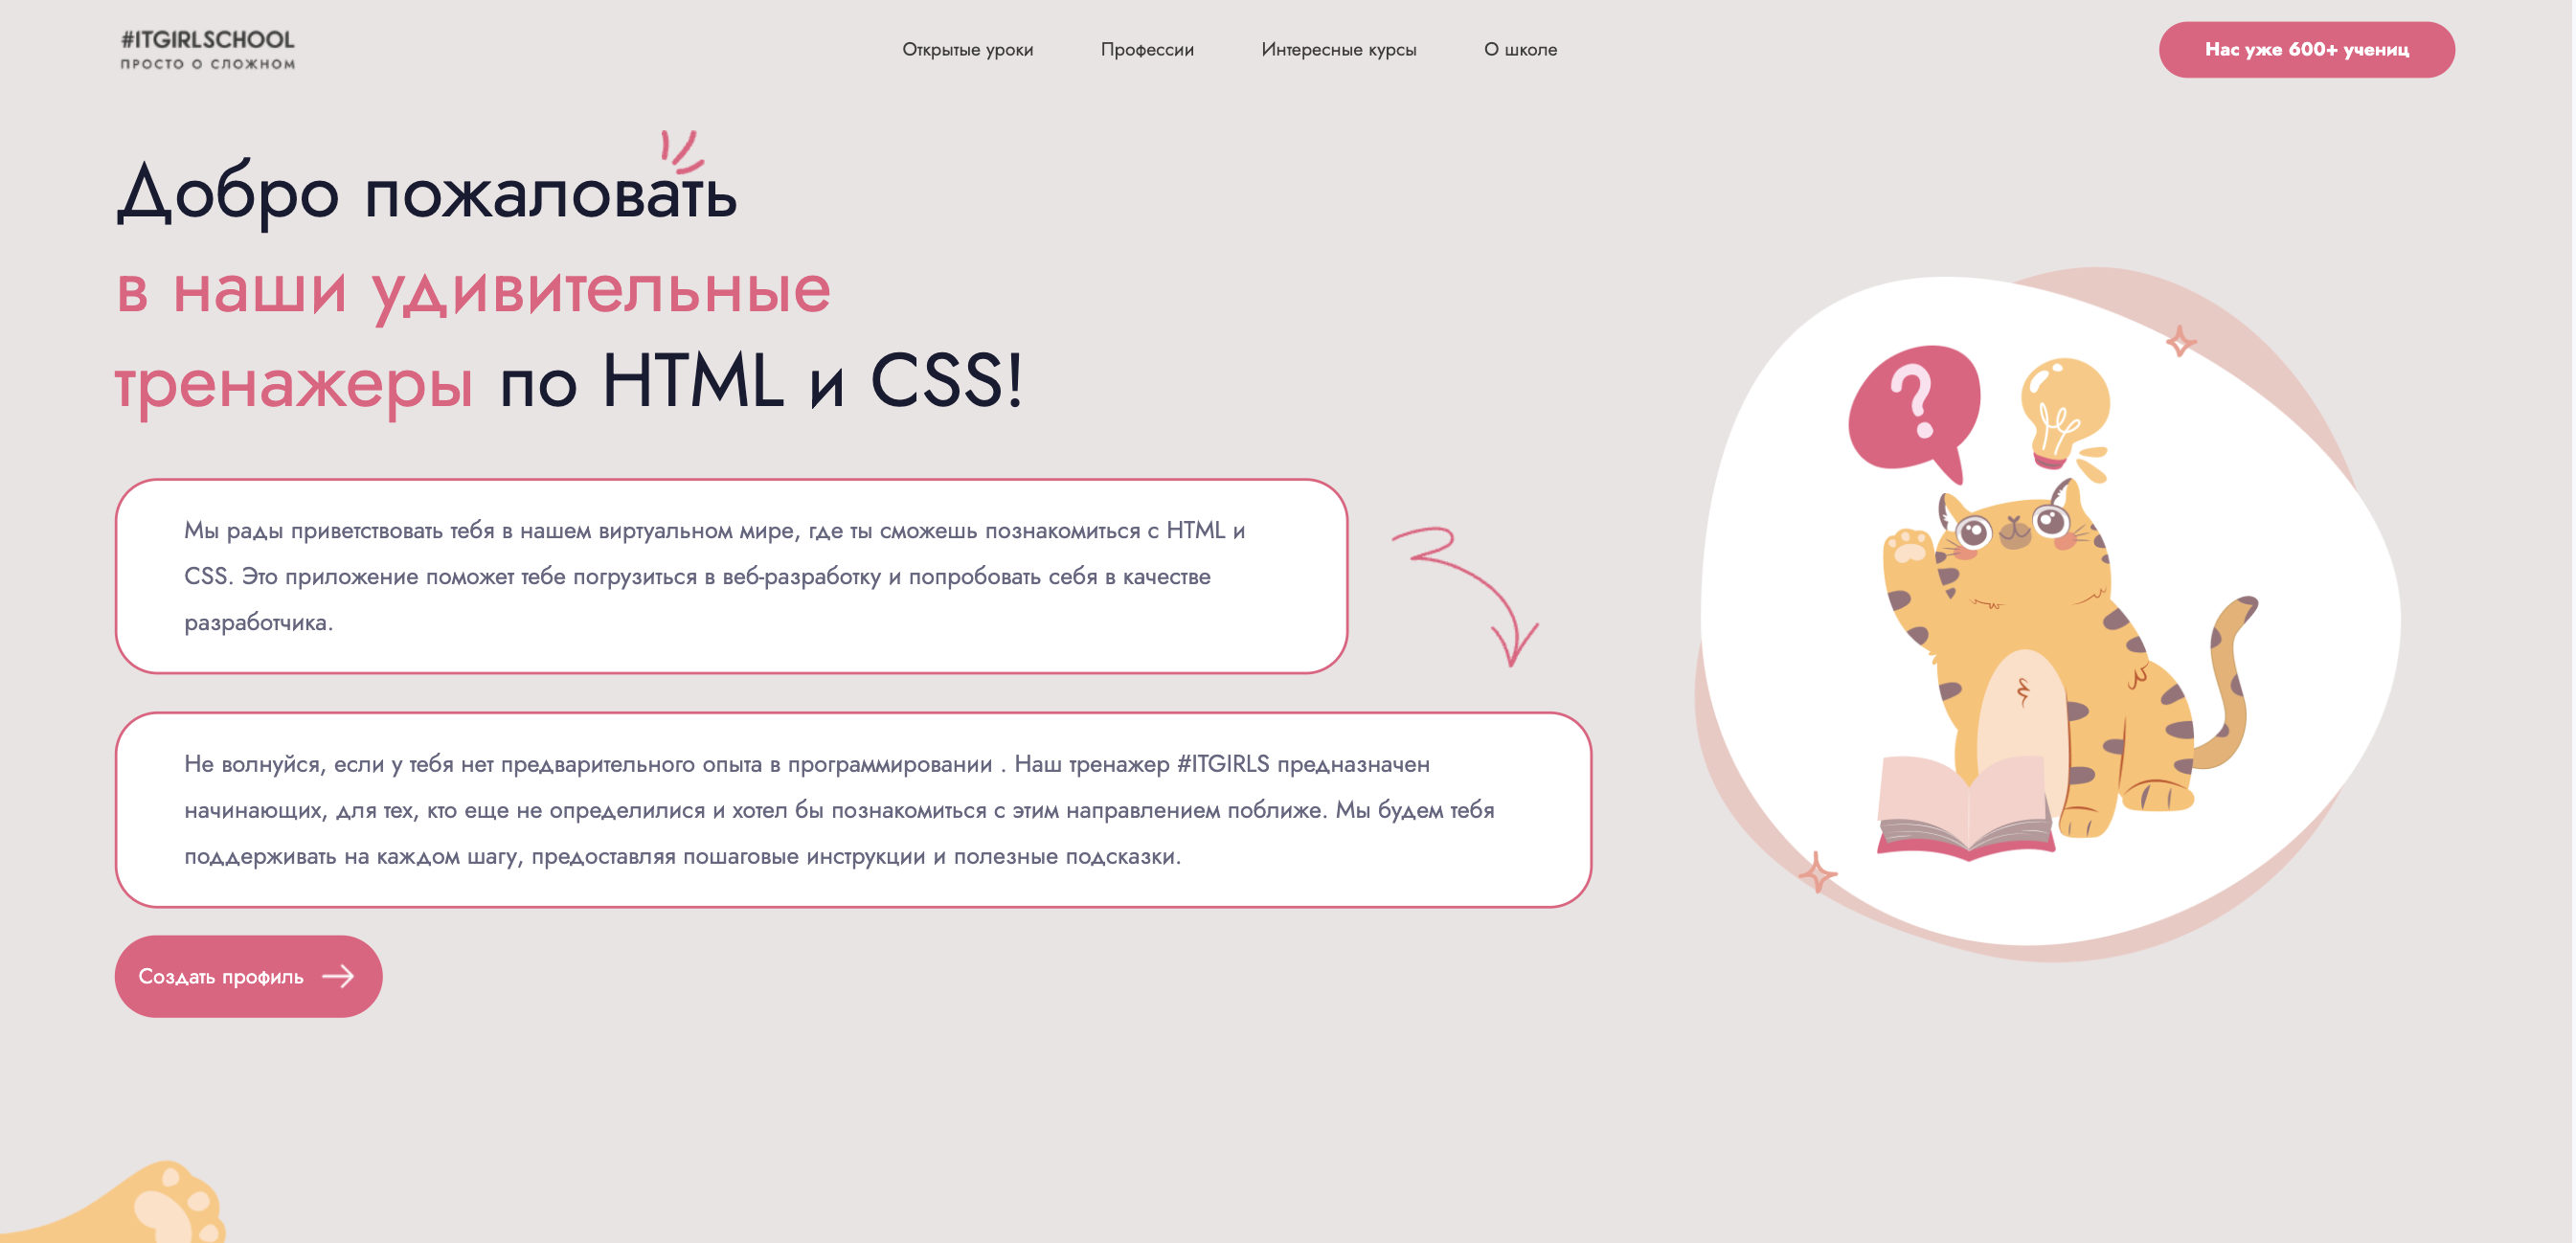 #ITGIRLSCHOOL
ПРОСТО О СЛОЖНОМ
Открытые уроки
Профессии
Интересные курсы
О школе
Нас уже 600+ учениц
Добро пожаловать
в наши удивительные
тренажеры по HTML и CSS!
Мы рады приветствовать тебя в нашем виртуальном мире, где ты сможешь познакомиться с HTML и
CSS. Это приложение поможет тебе погрузиться в веб-разработку и попробовать себя в качестве
разработчика.
Не волнуйся, если у тебя нет предварительного опыта в программировании . Наш тренажер #ITGIRLS предназначен
начинающих, для тех, кто еще не определилися и хотел бы познакомиться с этим направлением поближе. Мы будем тебя
поддерживать на каждом шагу, предоставляя пошаговые инструкции и полезные подсказки.
Создать профиль
?